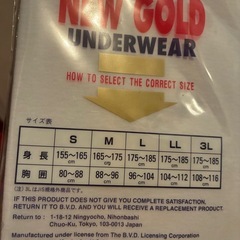 NEW GOLD
UNDERWEAR
HOW TO SELECT THE CORRECT SIZE
サイズ表
S M L LL 3L
身長 155~165 cm 165~175 cm 175~185 cm 175~185 cm 175~185 cm
胸囲 80~88 cm 88~96 cm 96~104 cm 104~112 cm 108~116 cm
IF THIS PRODUCT DOES NOT GIVE YOU COMPLETE SATISFACTION,
RETURN IT TO B.V.D. AND YOU WILL RECEIVE A REPLACEMENT PRODUCT.
Return to : 1-18-12 Ningyocho, Nihonbashi
Chuo-Ku, Tokyo, 103-0013 Japan
Manufactured under license from The B.V.D. Licensing Corporation